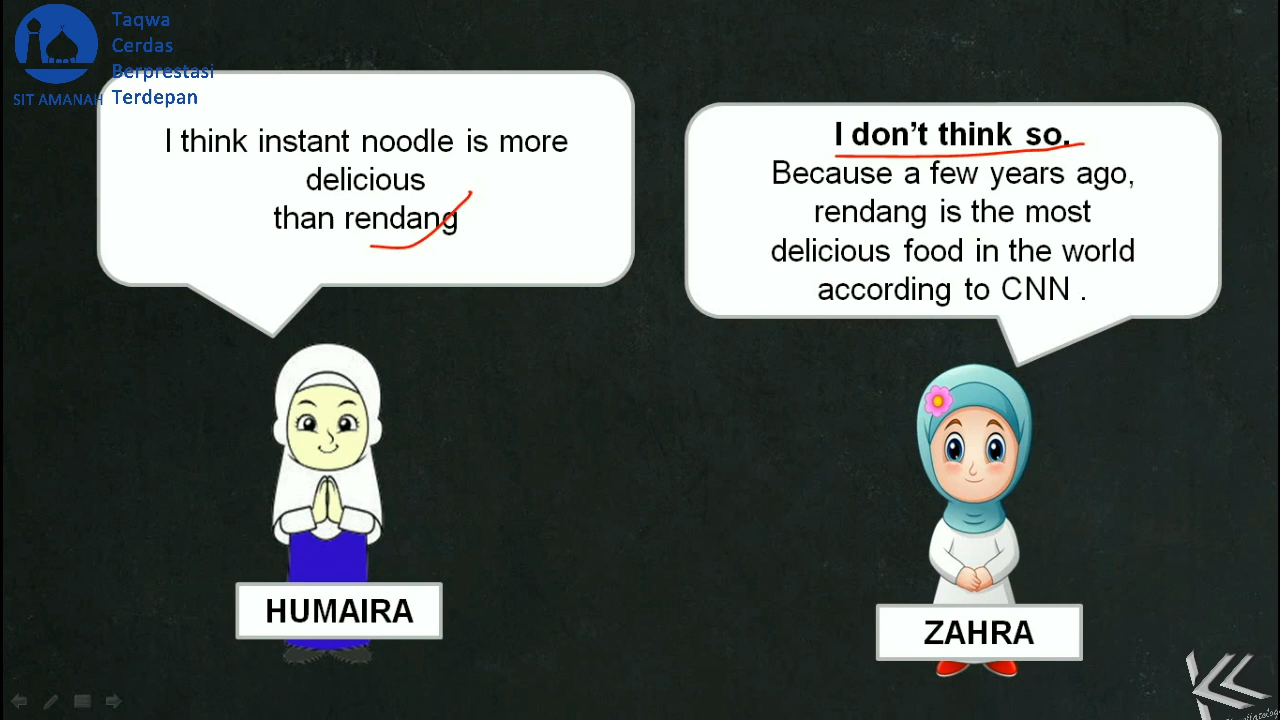 Taqwa
Cerdas
Berprestasi
SIT AMANAH
Terdepan
I think instant noodle is more
delicious
than rendang
I don’t think so.
Because a few years ago,
rendang is the most
delicious food in the world
according to CNN .
HUMAIRA
ZAHRA